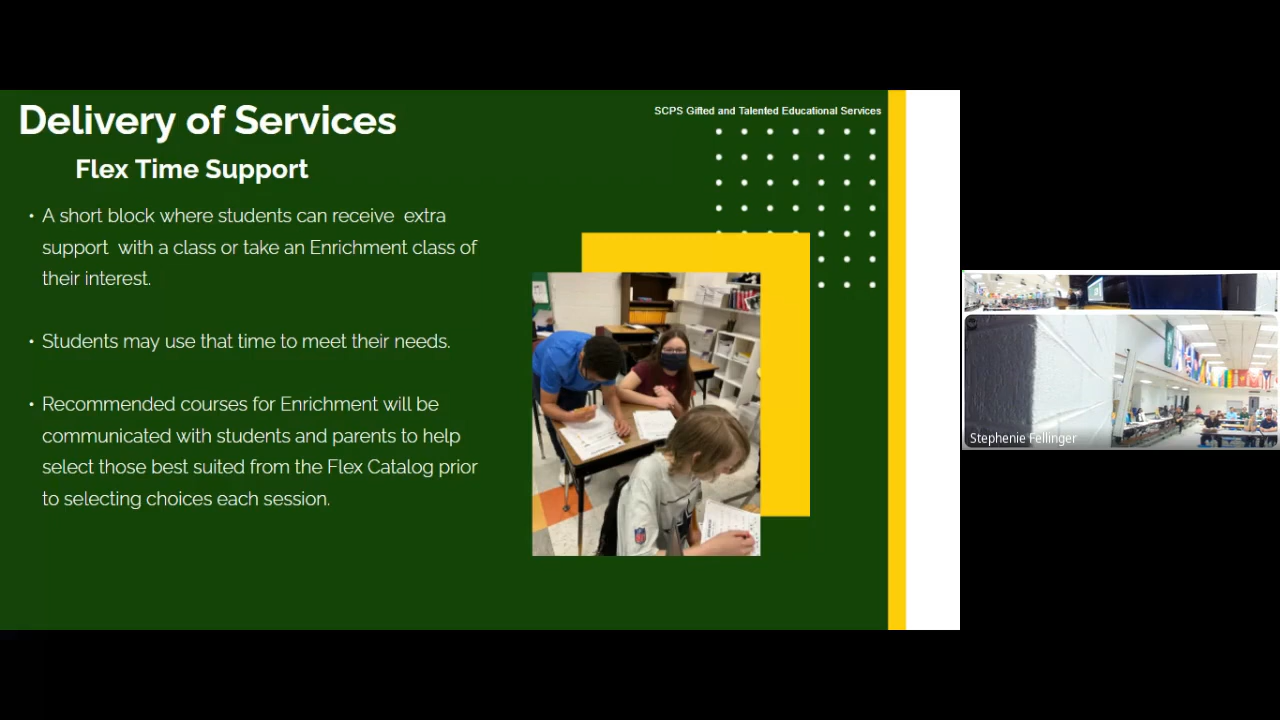 Delivery of Services
SCPS Gifted and Talented Educational Services
Flex Time Support
• A short block where students can receive extra
support with a class or take an Enrichment class of
their interest.
• Students may use that time to meet their needs.
• Recommended courses for Enrichment will be
communicated with students and parents to help
select those best suited from the Flex Catalog prior
to selecting choices each session.
Stephenie Fellinger